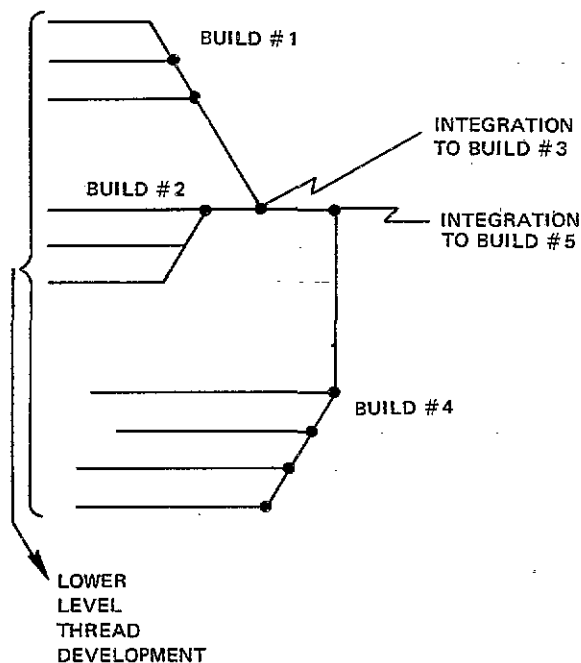 BUILD #1
INTEGRATION
TO BUILD #3
BUILD #2
INTEGRATION
TO BUILD #5
BUILD #4
LOWER
LEVEL
THREAD
DEVELOPMENT